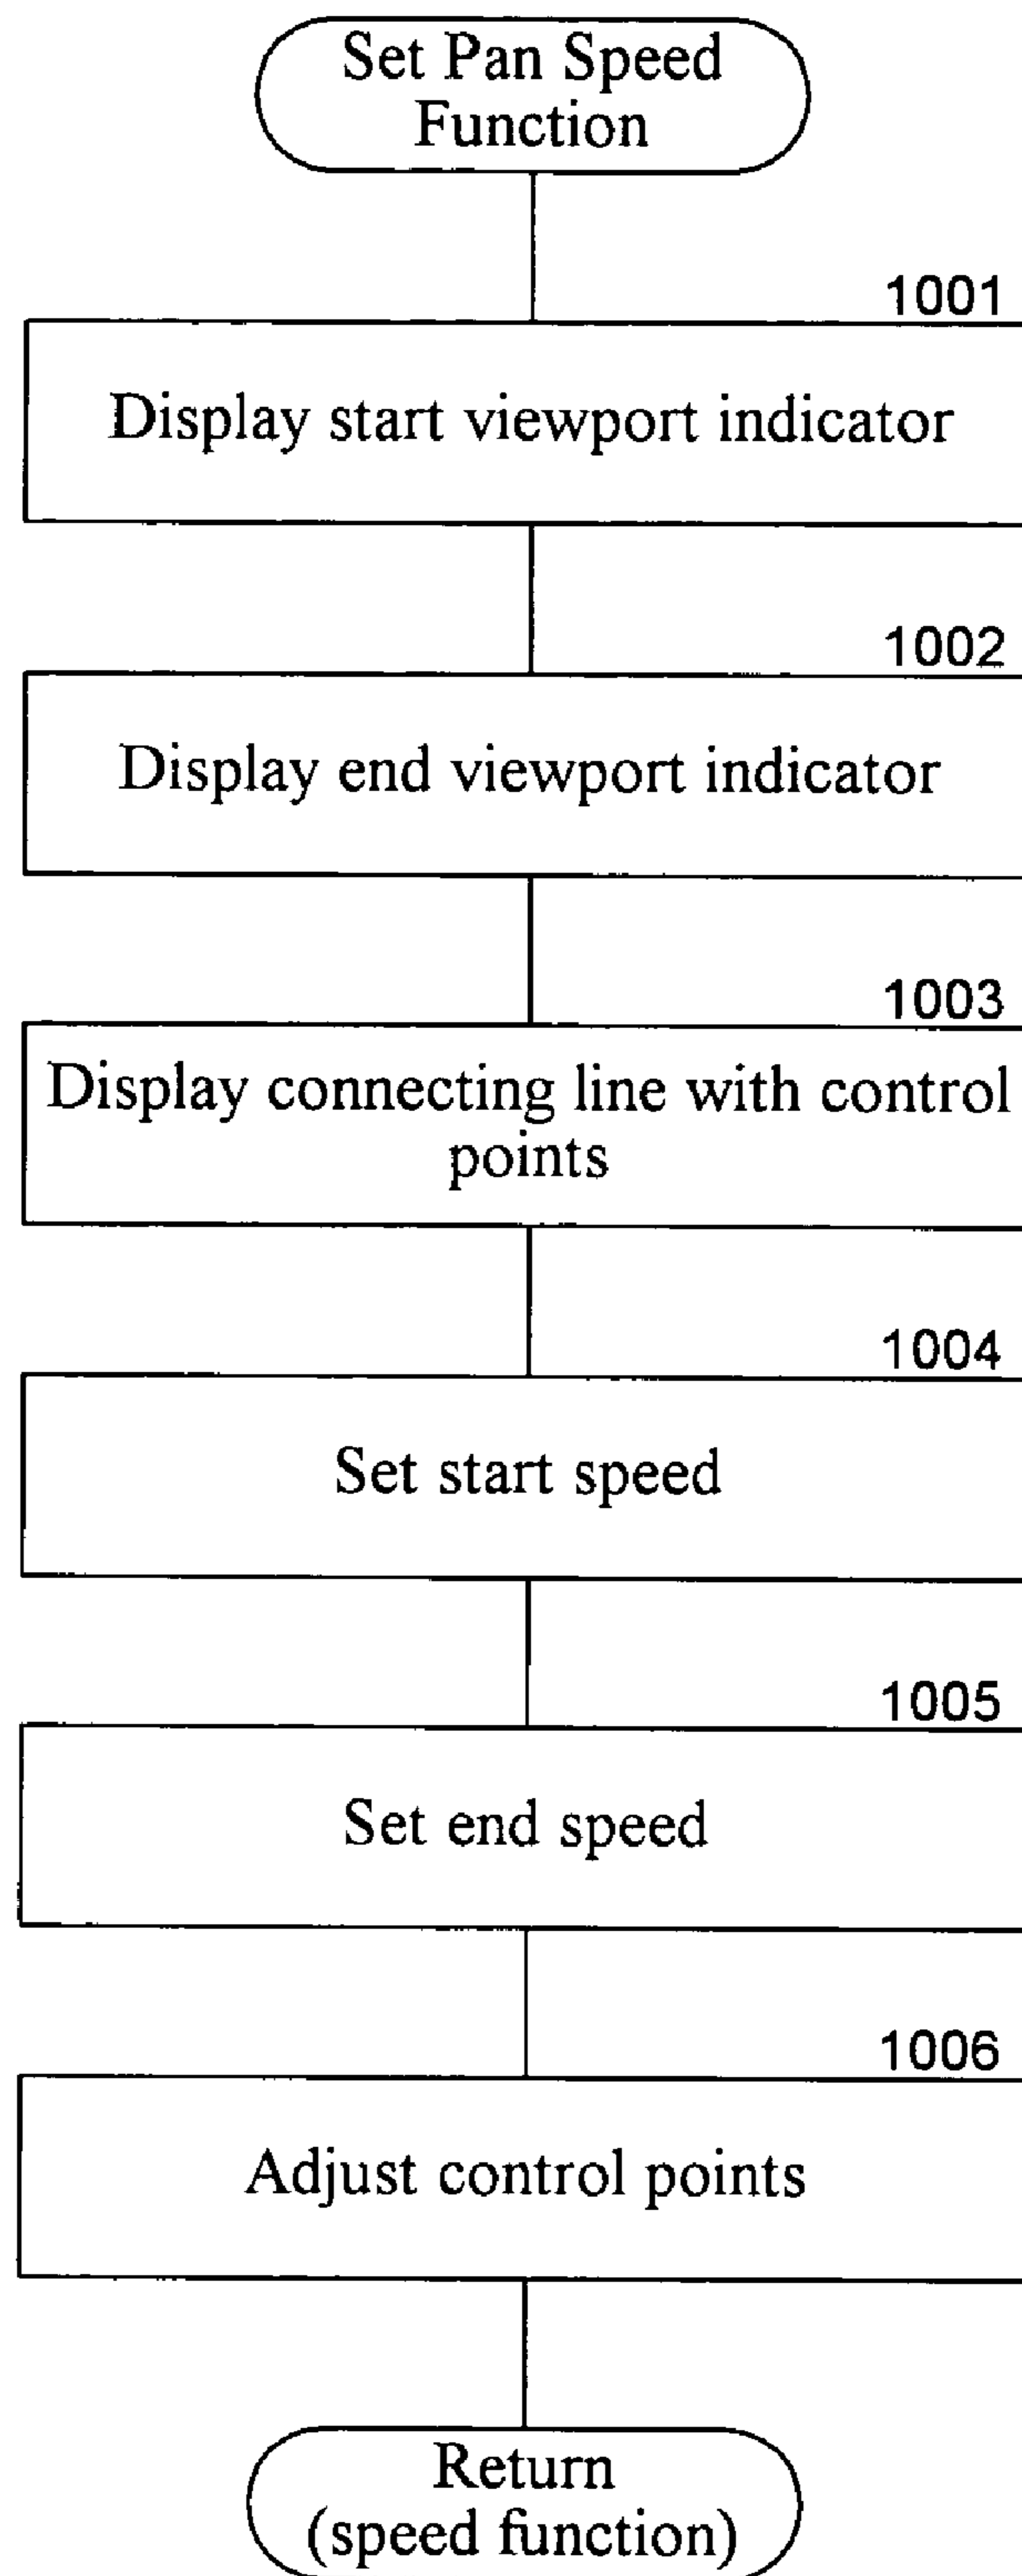 Set Pan Speed
Function
1001
Display start viewport indicator
1002
Display end viewport indicator
1003
Display connecting line with control
points
1004
Set start speed
1005
Set end speed
1006
Adjust control points
Return
(speed function)